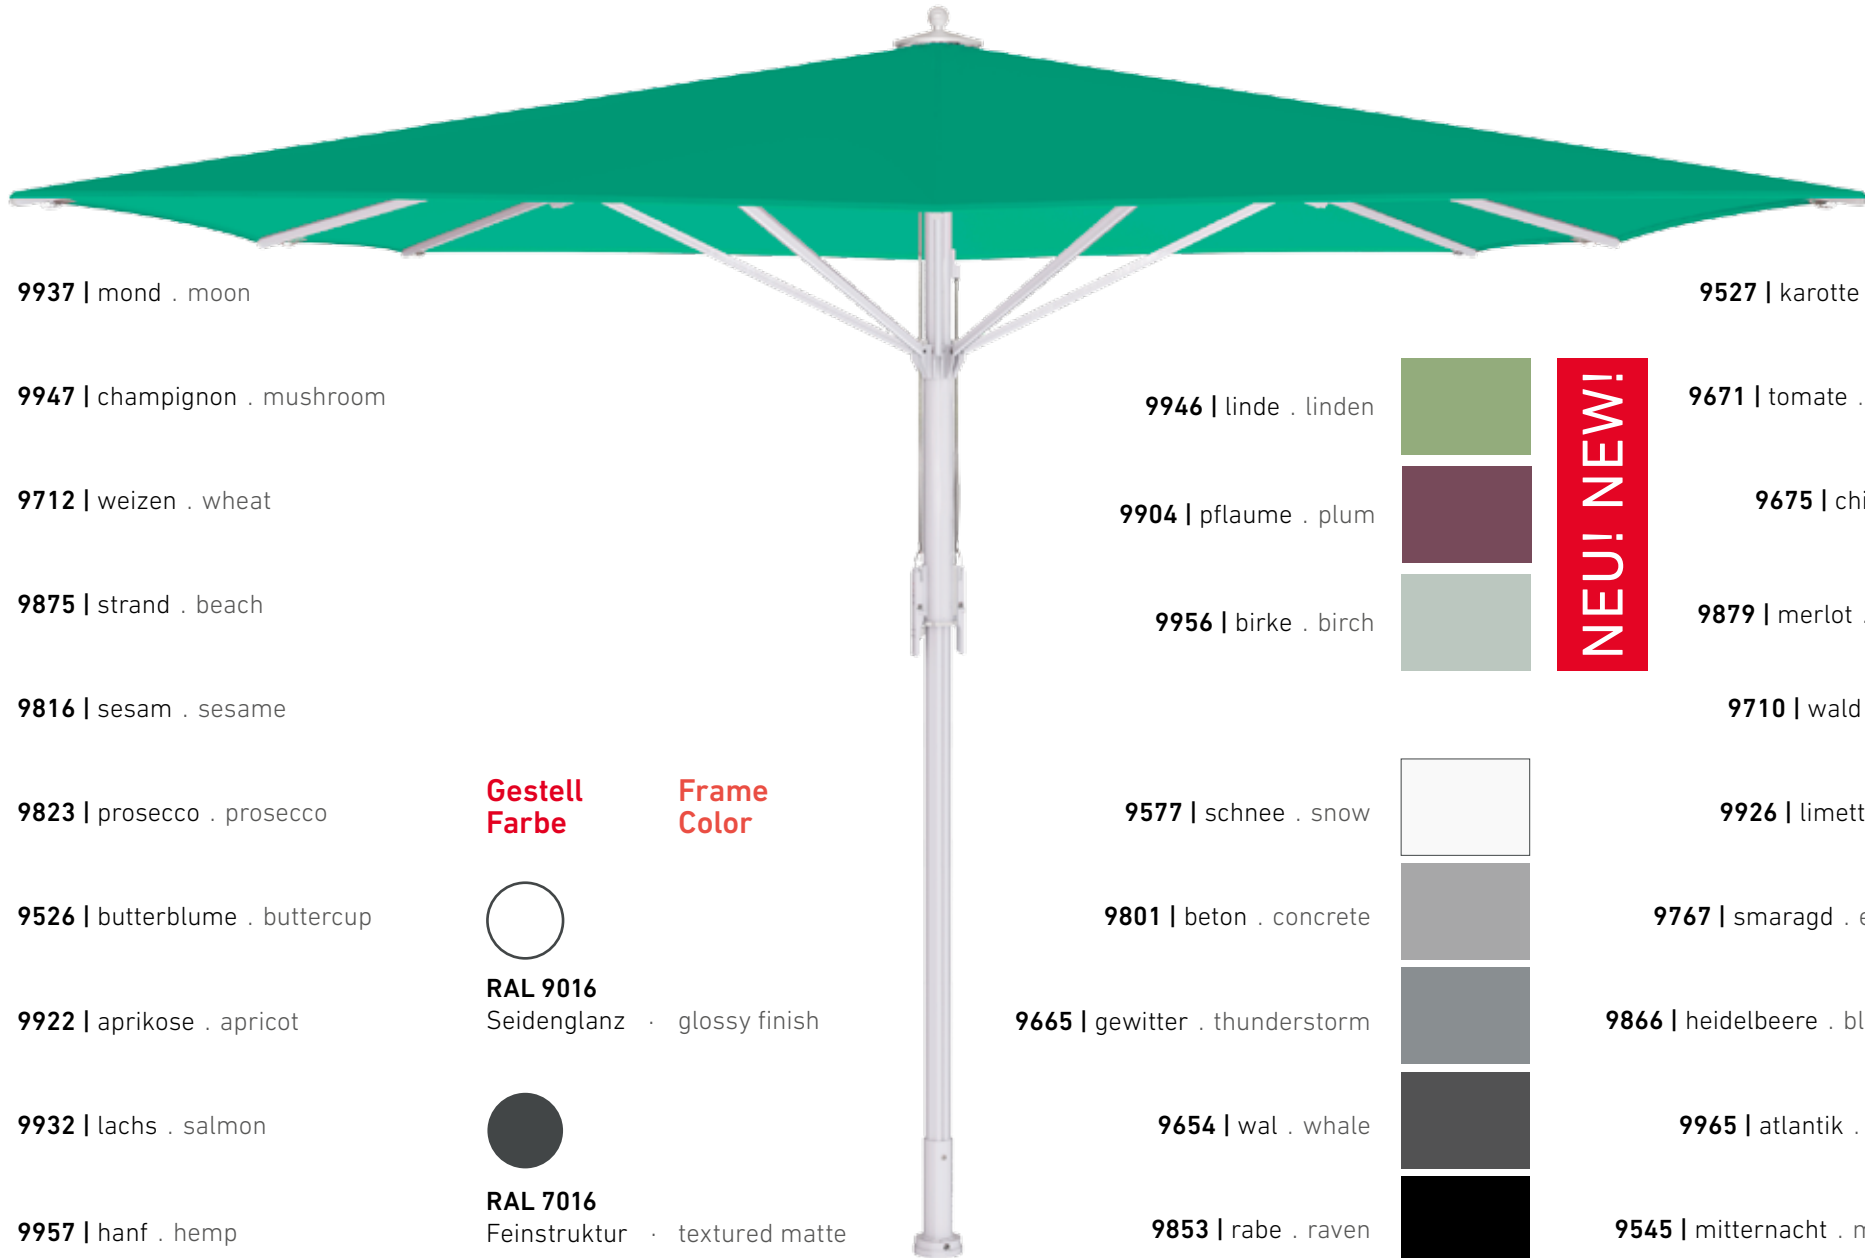 9937 | mond . moon
9947 | champignon . mushroom
9712 | weizen . wheat
9875 | strand . beach
9816 | sesam . sesame
9823 | prosecco . prosecco
9526 | butterblume . buttercup
9922 | aprikose . apricot
9932 | lachs . salmon
9957 | hanf . hemp
Gestell Frame
Farbe Color
RAL 9016
Seidenglanz · glossy finish
RAL 7016
Feinstruktur · textured matte
9946 | linde . linden
9904 | pflaume . plum
9956 | birke . birch
NEU! NEW!
9577 | schnee . snow
9801 | beton . concrete
9665 | gewitter . thunderstorm
9654 | wal . whale
9853 | rabe . raven
9527 | karotte
9671 | tomate .
9675 |
9879 | merlot .
9710 | wald
9926 |
9767 | smaragd .
9866 | heidelbeere .
9965 | atlantik .
9545 | mitternacht .